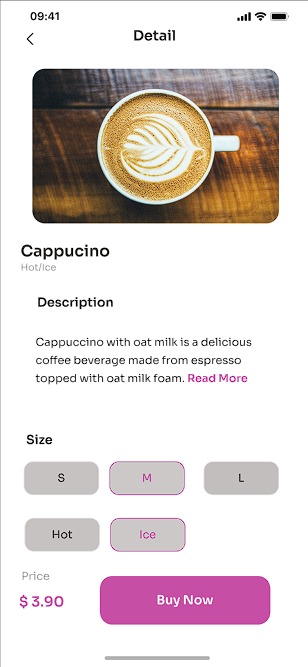 09:41
Detail
Cappucino
Hot/Ice
Description
Cappuccino with oat milk is a delicious
coffee beverage made from espresso
topped with oat milk foam. Read More
Size
S M L
Hot Ice
Price
$ 3.90 Buy Now